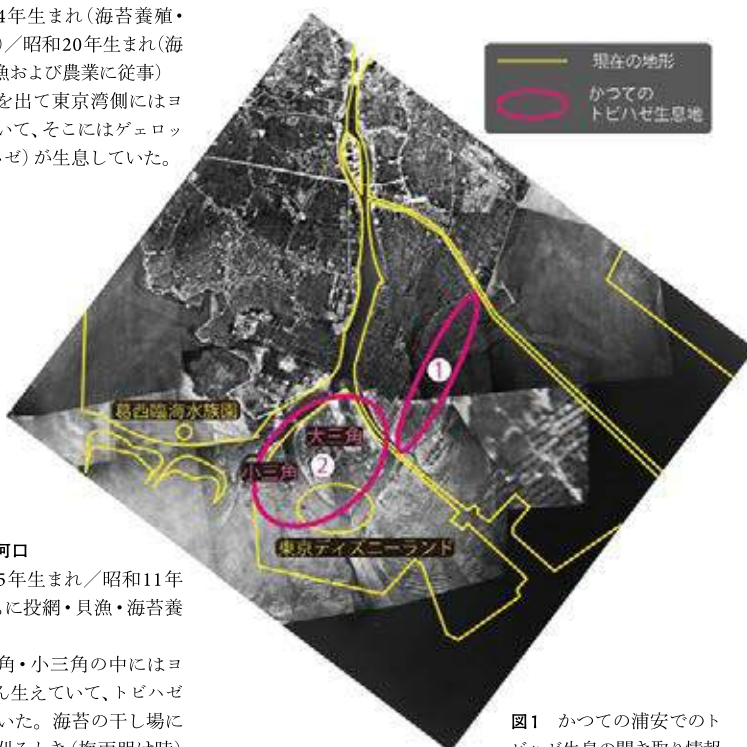 4年生まれ（海苔養殖・
）／昭和20年生まれ（海
漁および農業に従事）
を出て東京湾側にはヨ
いて、そこにはゲェロッ
ゼ）が生息していた。
現在の地形
かつての
トビハゼ生息地
1
葛西臨海水族園
大三角
小三角
2
東京ディズニーランド
河口
5年生まれ／昭和11年
に投網・貝漁・海苔養
角・小三角の中にはヨ
ん生えていて、トビハゼ
いた。海苔の干し場に
図1　かつての浦安でのト